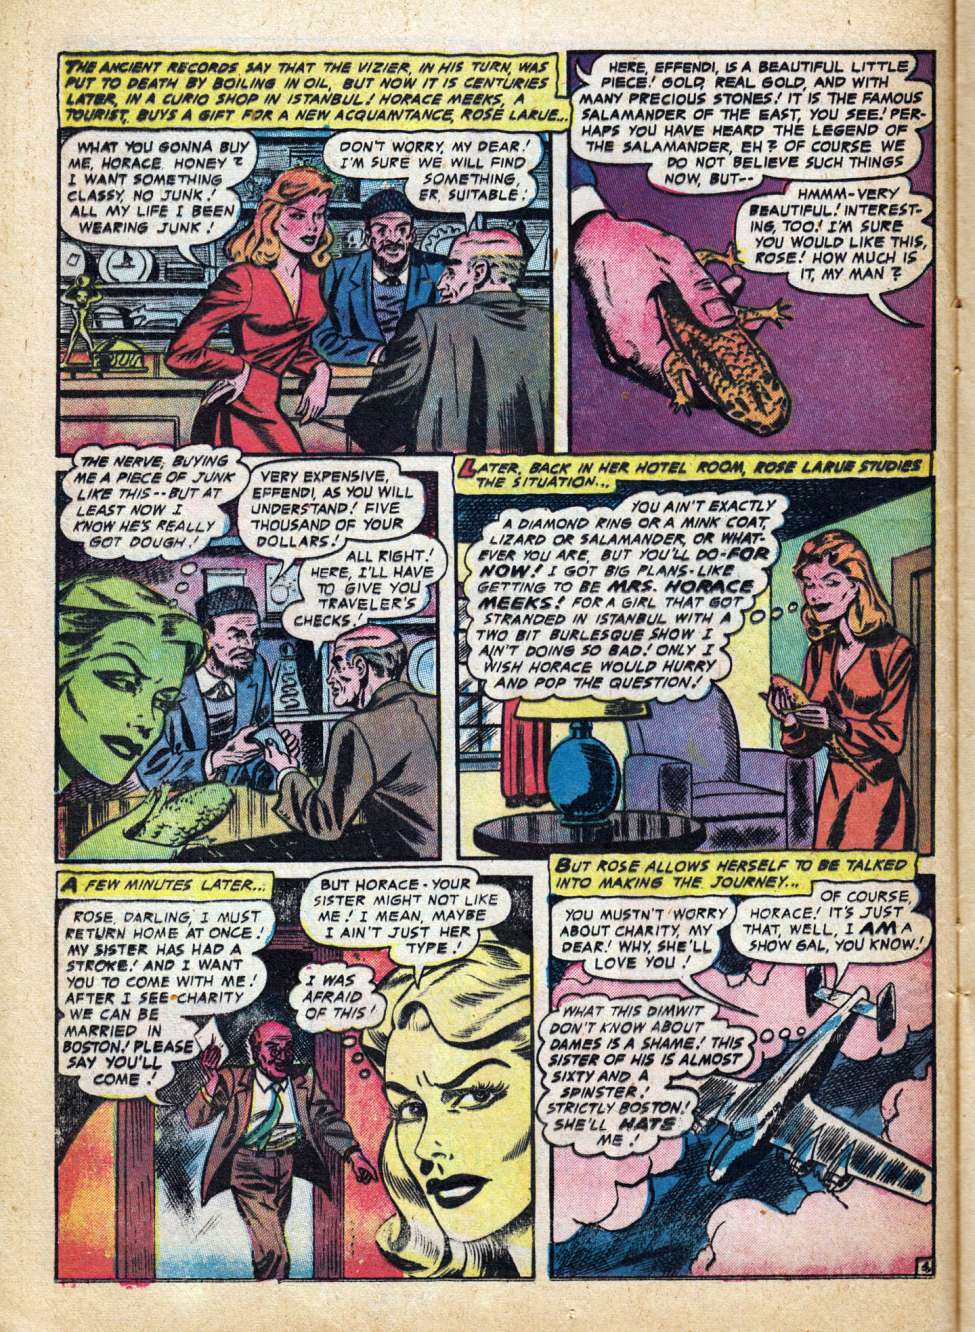 THE ANCIENT RECORDS SAY THAT THE VIZIER, IN HIS TURN, WAS
PUT TO DEATH BY BOILING IN OIL, BUT NOW IT IS CENTURIES
LATER, IN A CURIO SHOP IN ISTANBUL! HORACE MEEKS, A
TOURIST, BUYS A GIFT FOR A NEW ACQUAINTANCE, ROSE LARUE...
WHAT YOU GONNA BUY
ME, HORACE, HONEY?
I WANT SOMETHING
CLASSY, NO JUNK!
ALL MY LIFE I BEEN
WEARING JUNK!
DON'T WORRY, MY DEAR!
I'M SURE WE WILL FIND
SOMETHING,
ER, SUITABLE!
HERE, EFFENDI, IS A BEAUTIFUL LITTLE
PIECE! GOLD, REAL GOLD, AND WITH
MANY PRECIOUS STONES! IT IS THE FAMOUS
SALAMANDER OF THE EAST, YOU SEE! PER-
HAPS YOU HAVE HEARD THE LEGEND OF
THE SALAMANDER, EH? OF COURSE WE
DO NOT BELIEVE SUCH THINGS
NOW, BUT--
HMMM-VERY
BEAUTIFUL! INTEREST-
ING, TOO! I'M SURE
YOU WOULD LIKE THIS,
ROSE! HOW MUCH IS
IT, MY MAN?
THE NERVE, BUYING
ME A PIECE OF JUNK
LIKE THIS--BUT AT
LEAST NOW I
KNOW HE'S REALLY
GOT DOUGH!
VERY EXPENSIVE,
EFFENDI, AS YOU WILL
UNDERSTAND! FIVE
THOUSAND OF YOUR
DOLLARS!
ALL RIGHT!
HERE, I'LL HAVE
TO GIVE YOU
TRAVELER'S
CHECKS!
LATER, BACK IN HER HOTEL ROOM, ROSE LARUE STUDIES
THE SITUATION...
YOU AIN'T EXACTLY
A DIAMOND RING OR A MINK COAT,
LIZARD OR SALAMANDER, OR WHAT-
EVER YOU ARE, BUT YOU'LL DO-FOR
NOW! I GOT BIG PLANS-LIKE
GETTING TO BE MRS. HORACE
MEEKS! FOR A GIRL THAT GOT
STRANDED IN ISTANBUL WITH A
TWO BIT BURLESQUE SHOW I
AIN'T DOING SO BAD! ONLY I
WISH HORACE WOULD HURRY
AND POP THE QUESTION!
A FEW MINUTES LATER...
ROSE, DARLING, I MUST
RETURN HOME AT ONCE!
MY SISTER HAS HAD A
STROKE! AND I WANT
YOU TO COME WITH ME!
AFTER I SEE CHARITY
WE CAN BE
MARRIED IN
BOSTON! PLEASE
SAY YOU'LL
COME!
BUT HORACE-YOUR
SISTER MIGHT NOT LIKE
ME! I MEAN, MAYBE
I AIN'T JUST HER
TYPE!
I WAS
AFRAID
OF THIS!
BUT ROSE ALLOWS HERSELF TO BE TALKED
INTO MAKING THE JOURNEY...
YOU MUSTN'T WORRY
ABOUT CHARITY, MY
DEAR! WHY, SHE'LL
LOVE YOU!
OF COURSE,
HORACE! IT'S JUST
THAT, WELL, I AM A
SHOW GAL, YOU KNOW!
WHAT THIS DIMWIT
DON'T KNOW ABOUT
DAMES IS A SHAME! THIS
SISTER OF HIS IS ALMOST
SIXTY AND A
SPINSTER!
STRICTLY BOSTON!
SHE'LL HATE
ME!
4